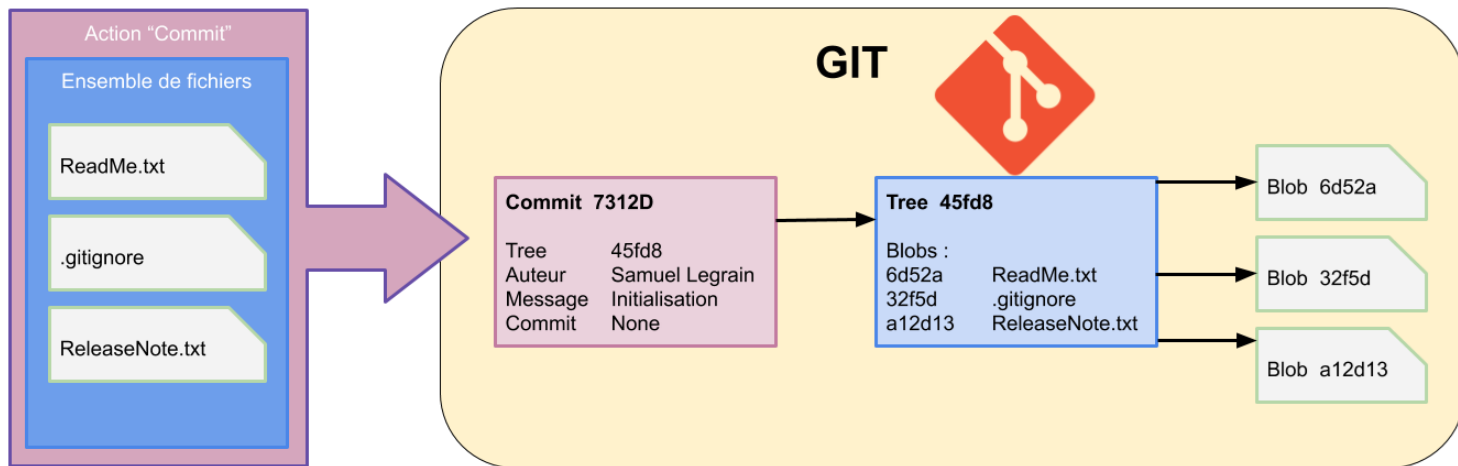 Action “Commit”
Ensemble de fichiers
ReadMe.txt
.gitignore
ReleaseNote.txt
GIT
Commit 7312D
Tree 45fd8
Auteur Samuel Legrain
Message Initialisation
Commit None
Tree 45fd8
Blobs :
6d52a ReadMe.txt
32f5d .gitignore
a12d13 ReleaseNote.txt
Blob 6d52a
Blob 32f5d
Blob a12d13